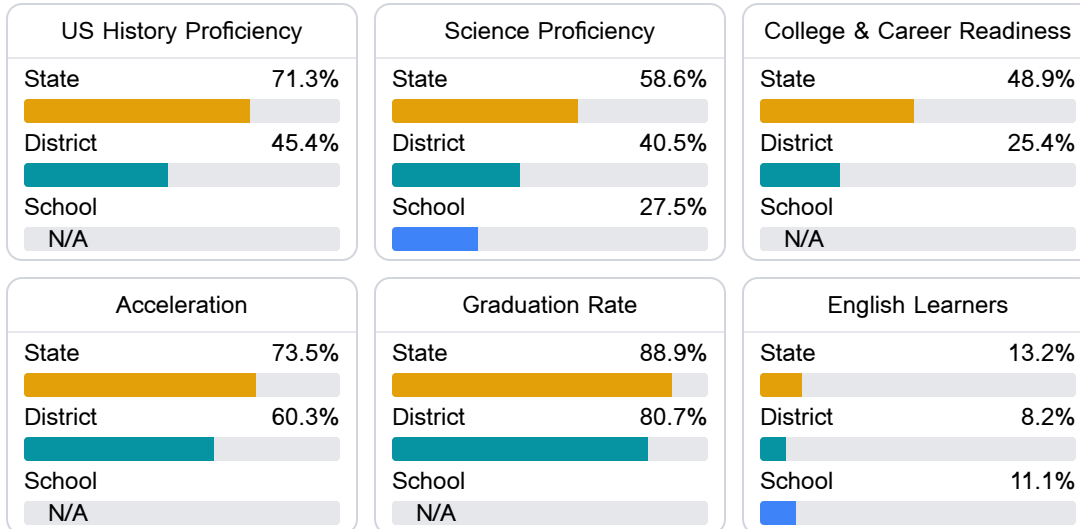 US History Proficiency
State 71.3%
District 45.4%
School
N/A
Science Proficiency
State 58.6%
District 40.5%
School 27.5%
College & Career Readiness
State 48.9%
District 25.4%
School
N/A
Acceleration
State 73.5%
District 60.3%
School
N/A
Graduation Rate
State 88.9%
District 80.7%
School
N/A
English Learners
State 13.2%
District 8.2%
School 11.1%